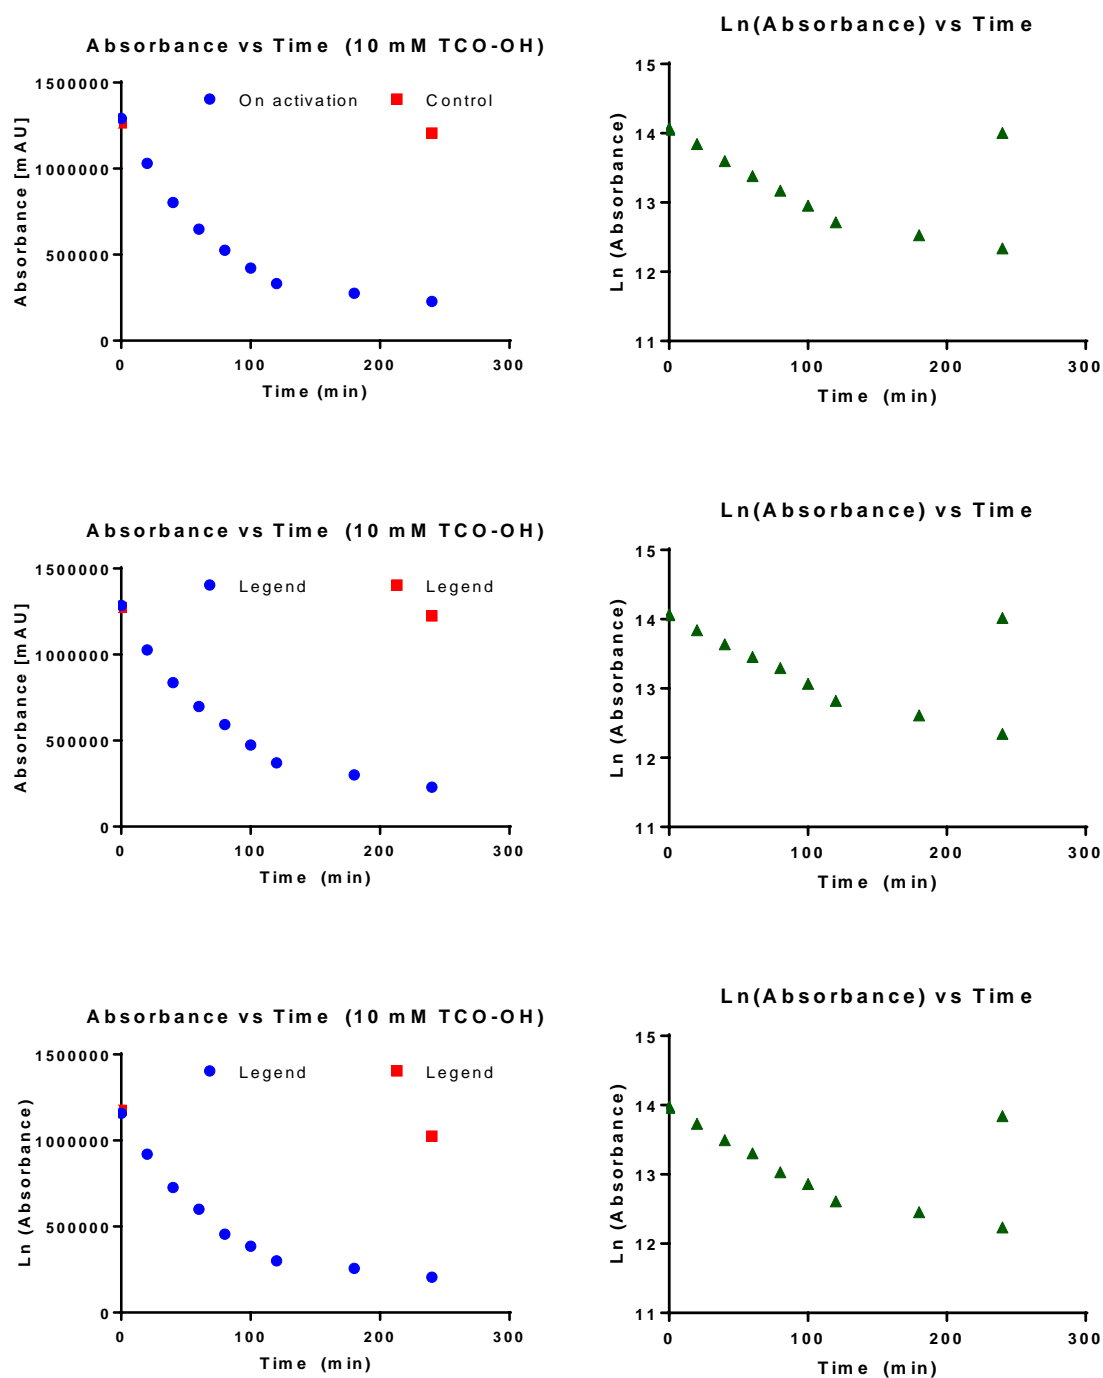 Absorbance vs Time (10 mM TCO-OH)
On activation
Control
Absorbance [mAU]
1500000
1000000
500000
0
0 100 200 300
Time (min)
Ln(Absorbance) vs Time
Ln (Absorbance)
15
14
13
12
11
0 100 200 300
Time (min)
Absorbance vs Time (10 mM TCO-OH)
Legend
Legend
Absorbance [mAU]
1500000
1000000
500000
0
0 100 200 300
Time (min)
Ln(Absorbance) vs Time
Ln (Absorbance)
15
14
13
12
11
0 100 200 300
Time (min)
Absorbance vs Time (10 mM TCO-OH)
Legend
Legend
Ln (Absorbance)
1500000
1000000
500000
0
0 100 200 300
Time (min)
Ln(Absorbance) vs Time
Ln (Absorbance)
15
14
13
12
11
0 100 200 300
Time (min)